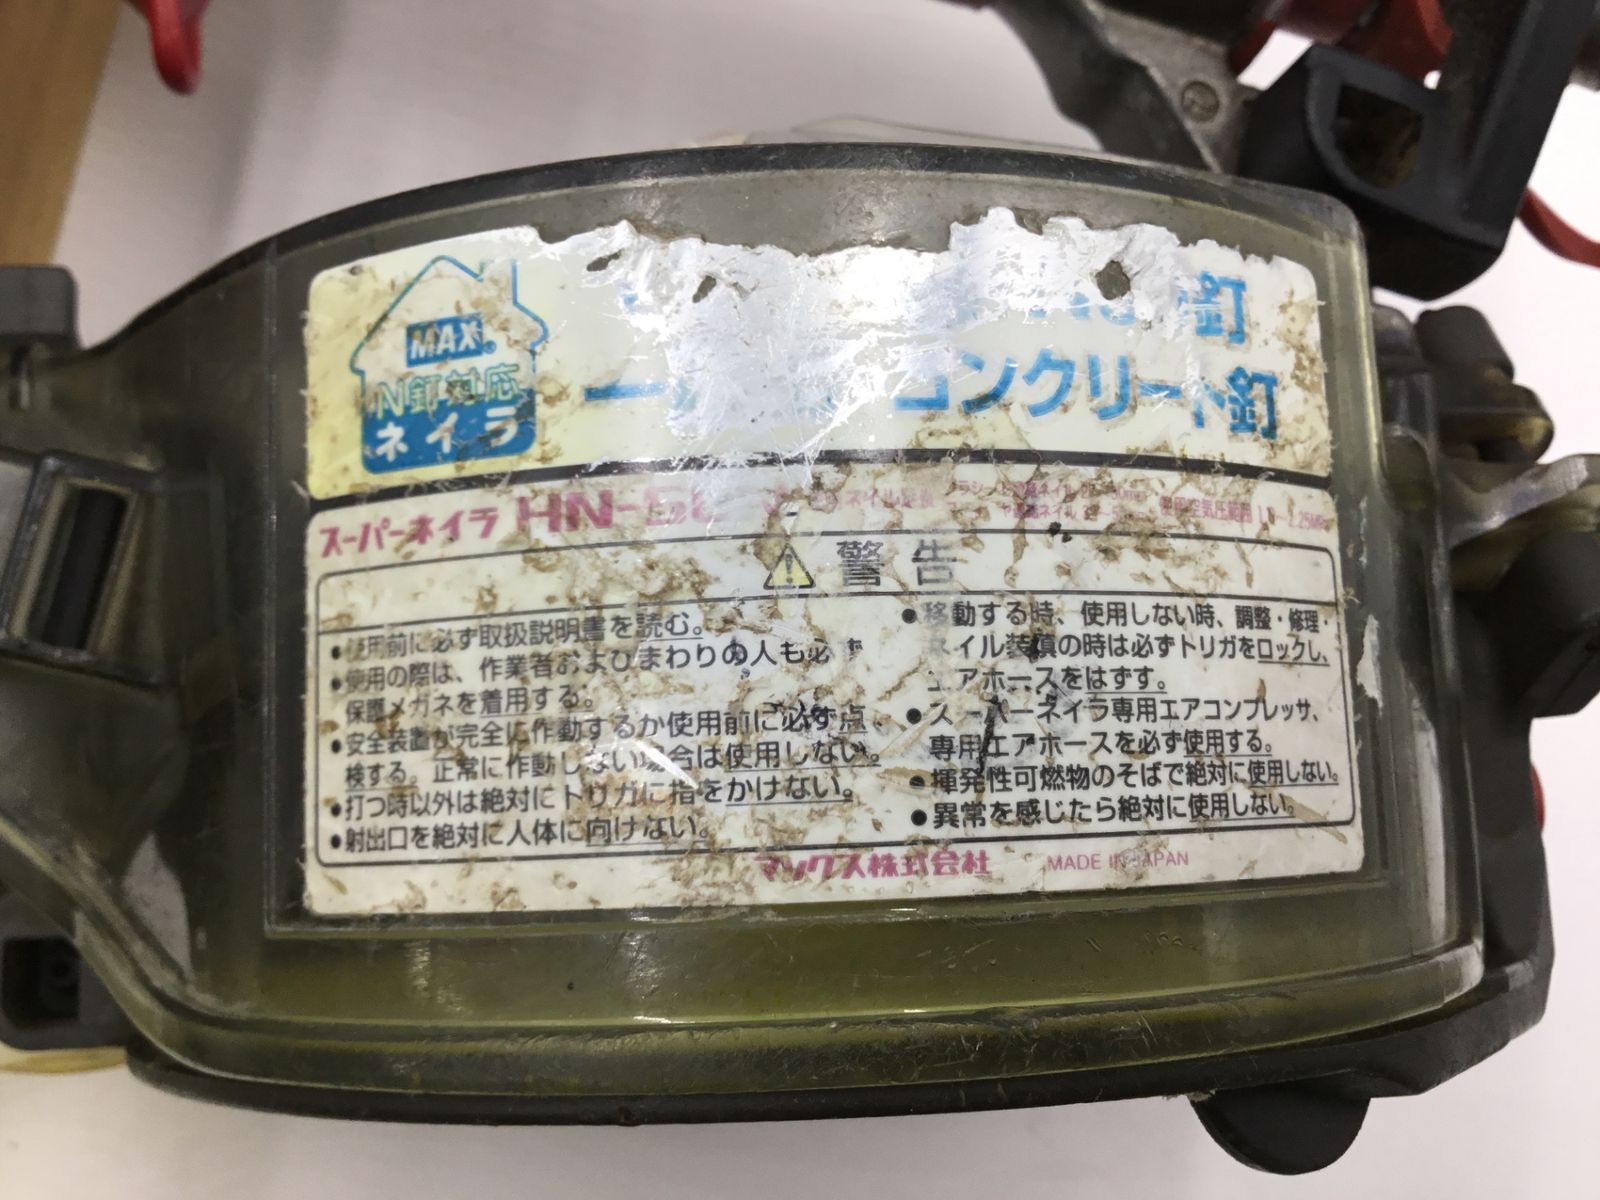 MAX
N釘対応
ネイラ
釘
コンクリート釘
スーパーネイラ HN-5
警告
●使用前に必ず取扱説明書を読む。
●使用の際は、作業者およびまわりの人も必ず
保護メガネを着用する。
●安全装置が完全に作動するか使用前に必ず点
検する。正常に作動しない場合は使用しない。
●打つ時以外は絶対にトリガに指をかけない。
●射出口を絶対に人体に向けない。
●移動する時、使用しない時、調整・修理・
ネイル装填の時は必ずトリガをロックし、
エアホースをはずす。
●スーパーネイラ専用エアコンプレッサ、
専用エアホースを必ず使用する。
●揮発性可燃物のそばで絶対に使用しない。
●異常を感じたら絶対に使用しない。
マックス株式会社 MADE IN JAPAN